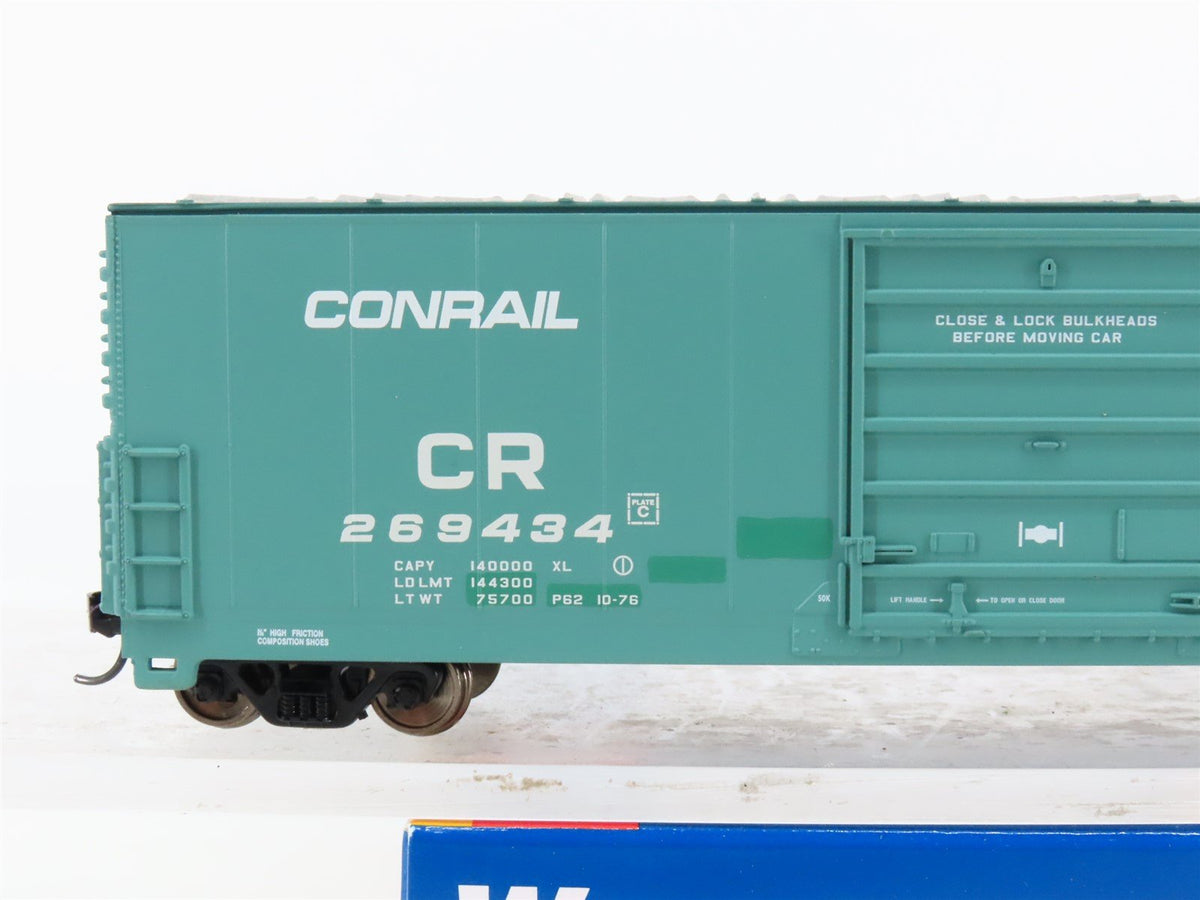 CONRAIL
CLOSE & LOCK BULKHEADS
BEFORE MOVING CAR
CR
PLATE
C
269434
CAPY 140000 XL
LD LMT 144300
LT WT 75700 P62 10-76
50K
LIFT HANDLE → ← TO OPEN OR CLOSE DOOR
HIGH FRICTION
COMPOSITION SHOES
W